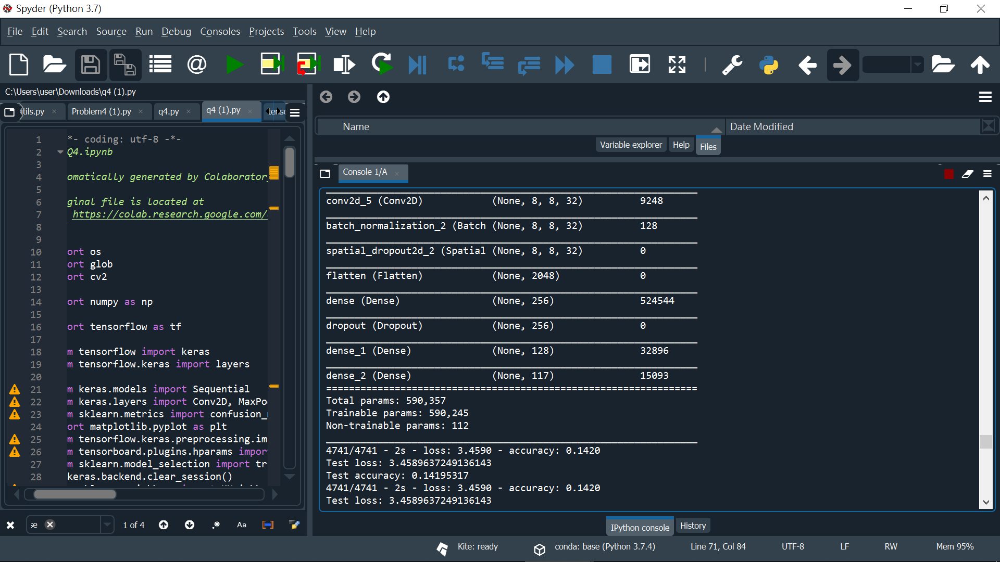 Spyder (Python 3.7)
File Edit Search Source Run Debug Consoles Projects Tools View Help
C:\Users\user\Downloads\q4 (1).py
tils.py Problem4 (1).py q4.py q4 (1).py tenso
1 *- coding: utf-8 -*-
2 Q4.ipynb
3
4 omatically generated by Colaborator
5
6 ginal file is located at
7 https://colab.research.google.com/
8
9
10 ort os
11 ort glob
12 ort cv2
13
14 ort numpy as np
15
16 ort tensorflow as tf
17
18 m tensorflow import keras
19 m tensorflow.keras import layers
20
21 m keras.models import Sequential
22 m keras.layers import Conv2D, MaxPo
23 m sklearn.metrics import confusion_
24 ort matplotlib.pyplot as plt
25 m tensorflow.keras.preprocessing.im
26 m tensorboard.plugins.hparams impor
27 m sklearn.model_selection import tr
28 keras.backend.clear_session()
se 1 of 4 .* Aa
Name Date Modified
Variable explorer Help Files
Console 1/A
conv2d_5 (Conv2D) (None, 8, 8, 32) 9248
batch_normalization_2 (Batch (None, 8, 8, 32) 128
spatial_dropout2d_2 (Spatial (None, 8, 8, 32) 0
flatten (Flatten) (None, 2048) 0
dense (Dense) (None, 256) 524544
dropout (Dropout) (None, 256) 0
dense_1 (Dense) (None, 128) 32896
dense_2 (Dense) (None, 117) 15093
=================================================================
Total params: 590,357
Trainable params: 590,245
Non-trainable params: 112
4741/4741 - 2s - loss: 3.4590 - accuracy: 0.1420
Test loss: 3.4589637249136143
Test accuracy: 0.14195317
4741/4741 - 2s - loss: 3.4590 - accuracy: 0.1420
Test loss: 3.4589637249136143
IPython console History
Kite: ready conda: base (Python 3.7.4) Line 71, Col 84 UTF-8 LF RW Mem 95%